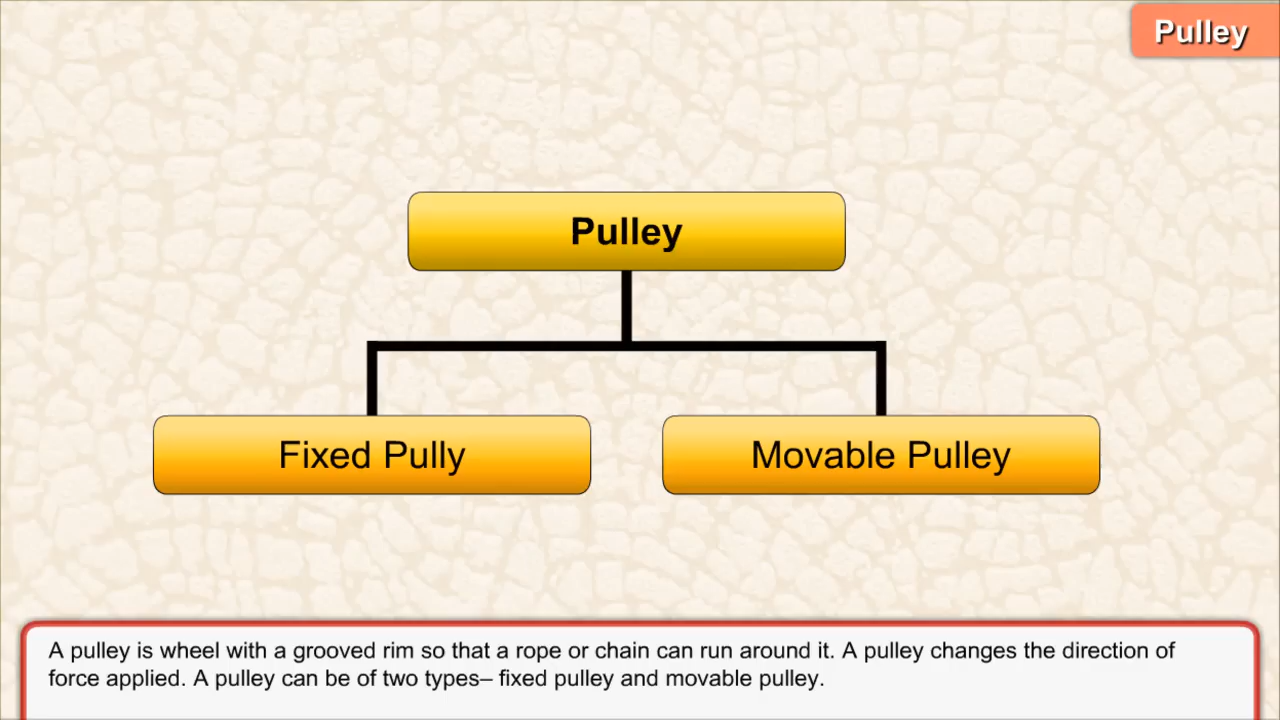 Pulley
Pulley
Fixed Pully
Movable Pulley
A pulley is wheel with a grooved rim so that a rope or chain can run around it. A pulley changes the direction of
force applied. A pulley can be of two types– fixed pulley and movable pulley.